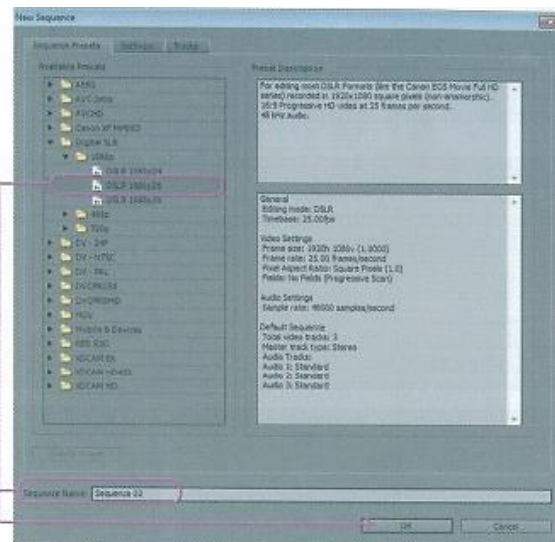 New Sequence
Sequence Presets
Settings
Tracks
Available Presets
ARRI
AVC-Intra
AVCHD
Canon XF MPEG2
Digital SLR
1080p
DSLR 1080p24
DSLR 1080p25
DSLR 1080p30
480p
720p
DV - 24P
DV - NTSC
DV - PAL
DVCPRO50
DVCPROHD
HDV
Mobile & Devices
RED R3D
XDCAM EX
XDCAM HD422
XDCAM HD
Preset Description
For editing most DSLR Formats (like the Canon EOS Movie Full HD
series) recorded in 1920x1080 square pixels (non-anamorphic).
16:9 Progressive HD video at 25 frames per second.
48 kHz audio.
General
Editing mode: DSLR
Timebase: 25.00fps
Video Settings
Frame size: 1920h 1080v (1.0000)
Frame rate: 25.00 frames/second
Pixel Aspect Ratio: Square Pixels (1.0)
Fields: No Fields (Progressive Scan)
Audio Settings
Sample rate: 48000 samples/second
Default Sequence
Total video tracks: 3
Master track type: Stereo
Audio Tracks:
Audio 1: Standard
Audio 2: Standard
Audio 3: Standard
Sequence Name: Sequence 02
OK
Cancel